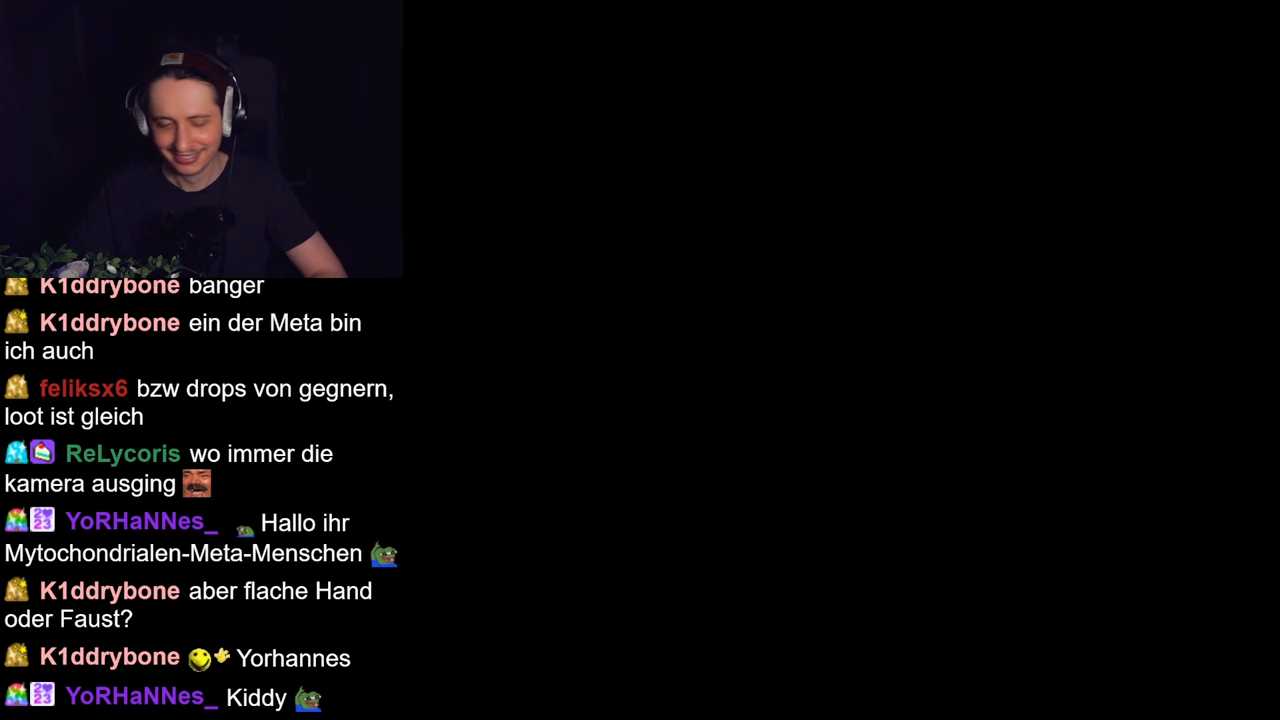 K1ddrybone banger
K1ddrybone ein der Meta bin
ich auch
feliksx6 bzw drops von gegnern,
loot ist gleich
ReLycoris wo immer die
kamera ausging
YoRHaNNes_ Hallo ihr
Mytochondrialen-Meta-Menschen
K1ddrybone aber flache Hand
oder Faust?
K1ddrybone Yorhannes
YoRHaNNes_ Kiddy